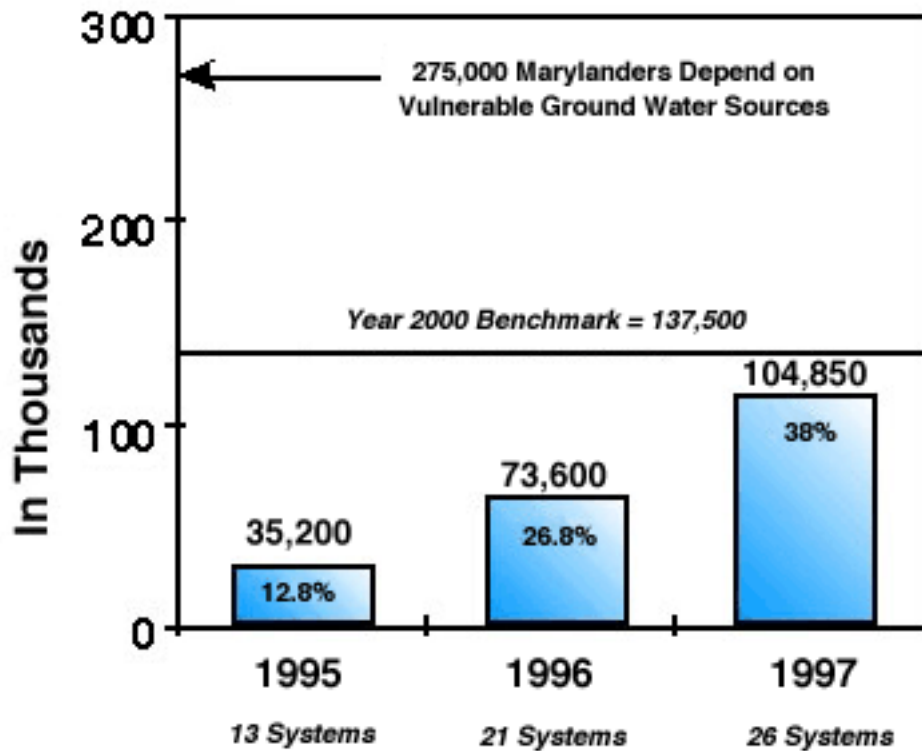 300
275,000 Marylanders Depend on
Vulnerable Ground Water Sources
200
In Thousands
Year 2000 Benchmark = 137,500
104,850
38%
100
73,600
26.8%
35,200
12.8%
0
1995
1996
1997
13 Systems
21 Systems
26 Systems